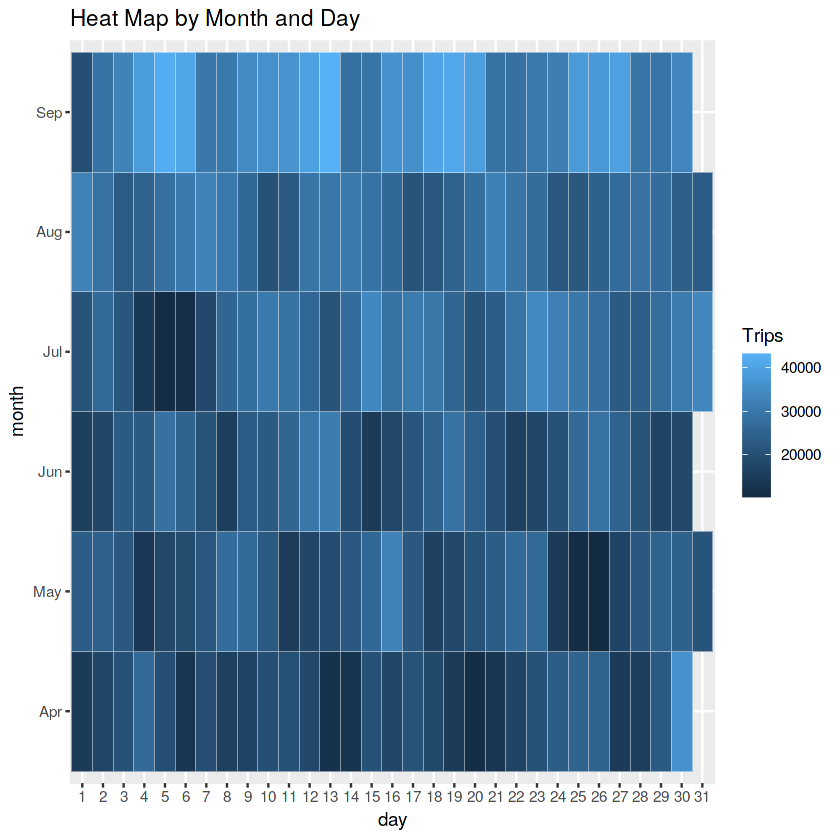 Heat Map by Month and Day
month
Sep
Aug
Jul
Jun
May
Apr
1 2 3 4 5 6 7 8 9 10 11 12 13 14 15 16 17 18 19 20 21 22 23 24 25 26 27 28 29 30 31
day
Trips
40000
30000
20000